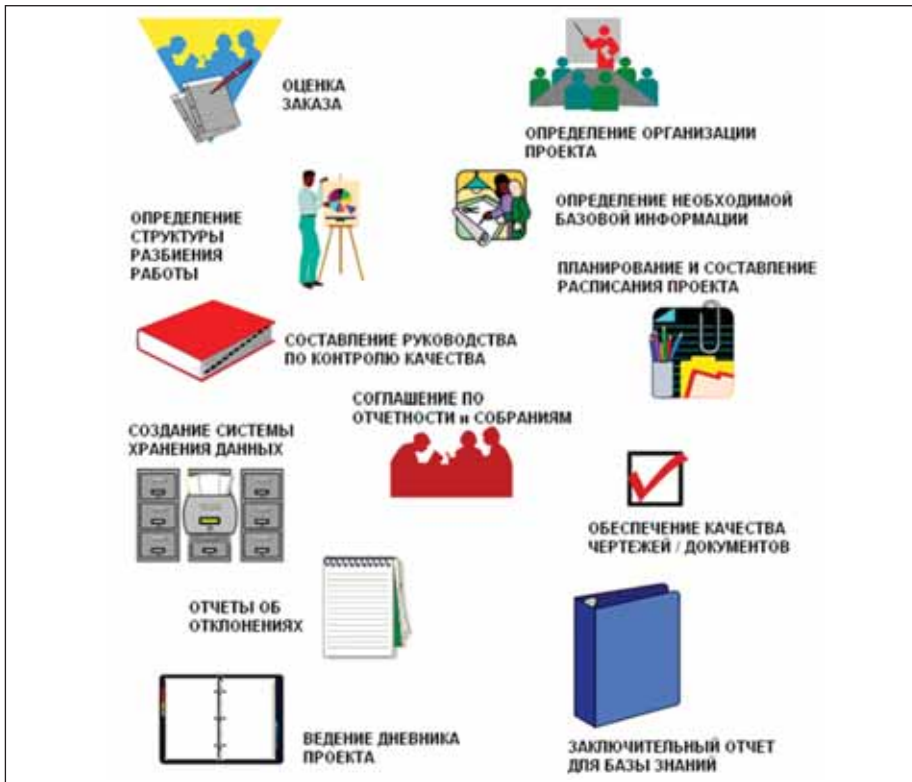 ОЦЕНКА
ЗАКАЗА
ОПРЕДЕЛЕНИЕ ОРГАНИЗАЦИИ
ПРОЕКТА
ОПРЕДЕЛЕНИЕ
СТРУКТУРЫ
РАЗБИЕНИЯ
РАБОТЫ
ОПРЕДЕЛЕНИЕ НЕОБХОДИМОЙ
БАЗОВОЙ ИНФОРМАЦИИ
ПЛАНИРОВАНИЕ И СОСТАВЛЕНИЕ
РАСПИСАНИЯ ПРОЕКТА
СОСТАВЛЕНИЕ РУКОВОДСТВА
ПО КОНТРОЛЮ КАЧЕСТВА
СОГЛАШЕНИЕ ПО
ОТЧЕТНОСТИ и СОБРАНИЯМ
СОЗДАНИЕ СИСТЕМЫ
ХРАНЕНИЯ ДАННЫХ
ОБЕСПЕЧЕНИЕ КАЧЕСТВА
ЧЕРТЕЖЕЙ / ДОКУМЕНТОВ
ОТЧЕТЫ ОБ
ОТКЛОНЕНИЯХ
ВЕДЕНИЕ ДНЕВНИКА
ПРОЕКТА
ЗАКЛЮЧИТЕЛЬНЫЙ ОТЧЕТ
ДЛЯ БАЗЫ ЗНАНИЙ